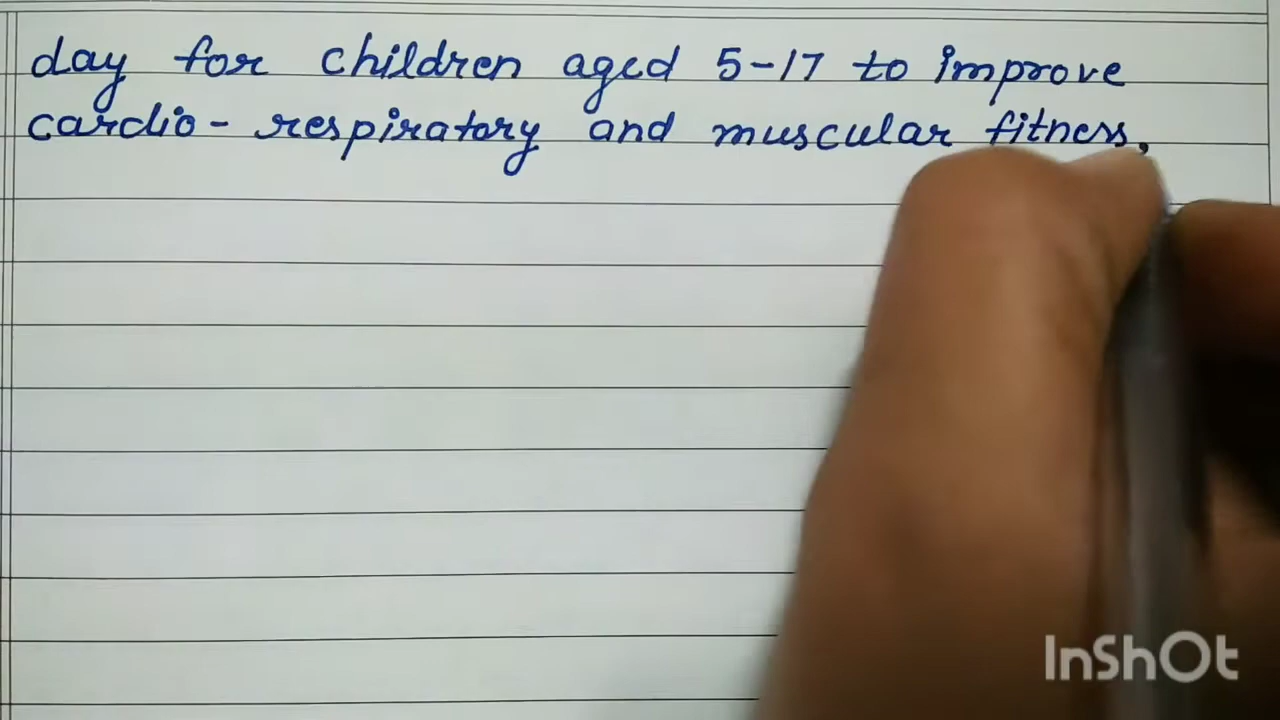 day for children aged 5-17 to improve
cardio-respiratory and muscular fitness,
InShOt